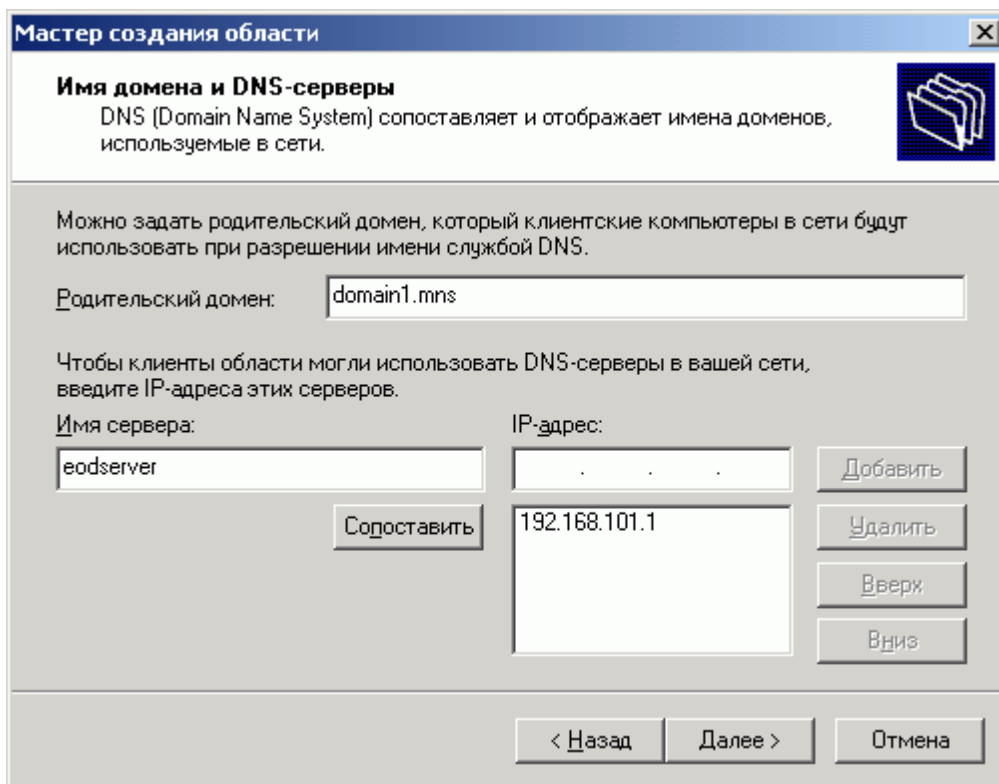 Мастер создания области
Имя домена и DNS-серверы
DNS (Domain Name System) сопоставляет и отображает имена доменов,
используемые в сети.
Можно задать родительский домен, который клиентские компьютеры в сети будут
использовать при разрешении имени службой DNS.
Родительский домен: domain1.mns
Чтобы клиенты области могли использовать DNS-серверы в вашей сети,
введите IP-адреса этих серверов.
Имя сервера: IP-адрес:
eodserver . . . Добавить
Сопоставить 192.168.101.1 Удалить
Вверх
Вниз
< Назад Далее > Отмена